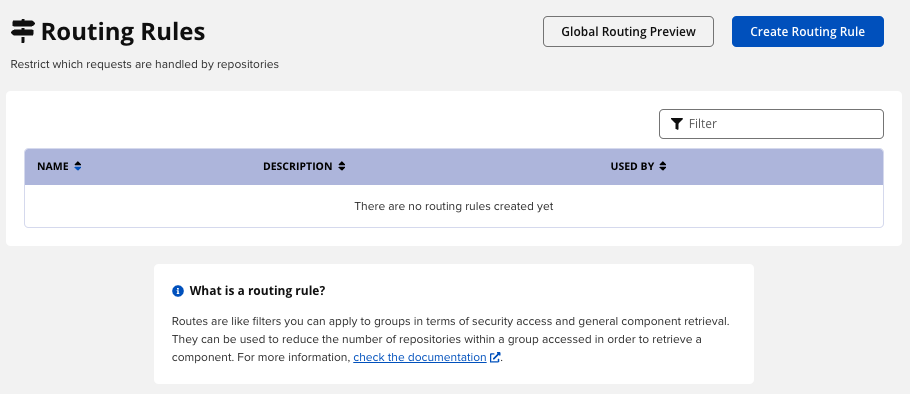 Routing Rules
Global Routing Preview
Create Routing Rule
Restrict which requests are handled by repositories
Filter
NAME DESCRIPTION USED BY
There are no routing rules created yet
What is a routing rule?
Routes are like filters you can apply to groups in terms of security access and general component retrieval.
They can be used to reduce the number of repositories within a group accessed in order to retrieve a
component. For more information, check the documentation.